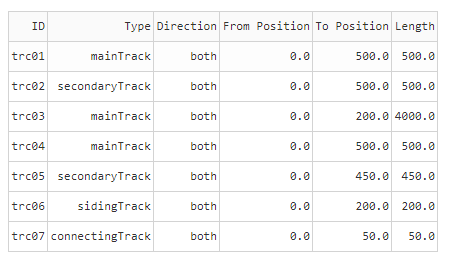 ID Type Direction From Position To Position Length
trc01 mainTrack both 0.0 500.0 500.0
trc02 secondaryTrack both 0.0 500.0 500.0
trc03 mainTrack both 0.0 200.0 4000.0
trc04 mainTrack both 0.0 500.0 500.0
trc05 secondaryTrack both 0.0 450.0 450.0
trc06 sidingTrack both 0.0 200.0 200.0
trc07 connectingTrack both 0.0 50.0 50.0